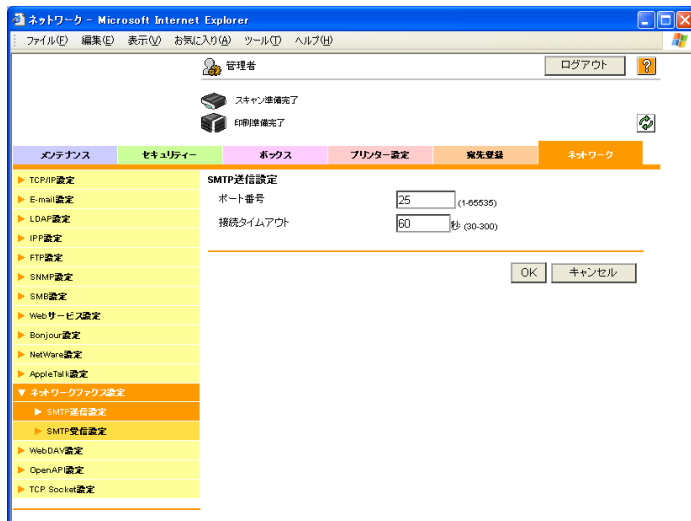 ネットワーク - Microsoft Internet Explorer
ファイル(F) 編集(E) 表示(V) お気に入り(A) ツール(T) ヘルプ(H)
管理者
ログアウト
?
スキャン準備完了
印刷準備完了
メンテナンス セキュリティー ボックス プリンター設定 宛先登録 ネットワーク
TCP/IP設定
E-mail設定
LDAP設定
IPP設定
FTP設定
SNMP設定
SMB設定
Webサービス設定
Bonjour設定
NetWare設定
AppleTalk設定
ネットワークファクス設定
SMTP送信設定
SMTP受信設定
WebDAV設定
OpenAPI設定
TCP Socket設定
SMTP送信設定
ポート番号 25 (1-65535)
接続タイムアウト 60 秒 (30-300)
OK キャンセル